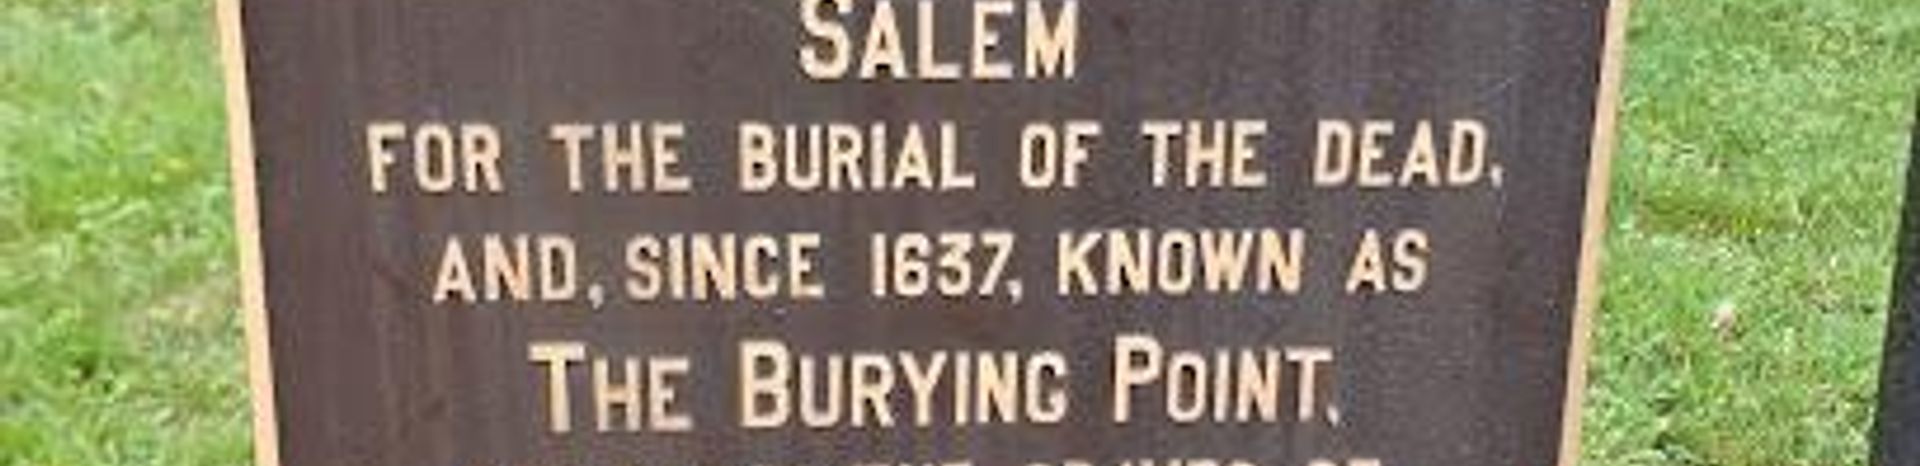 SALEM
FOR THE BURIAL OF THE DEAD,
AND, SINCE 1637, KNOWN AS
THE BURYING POINT,